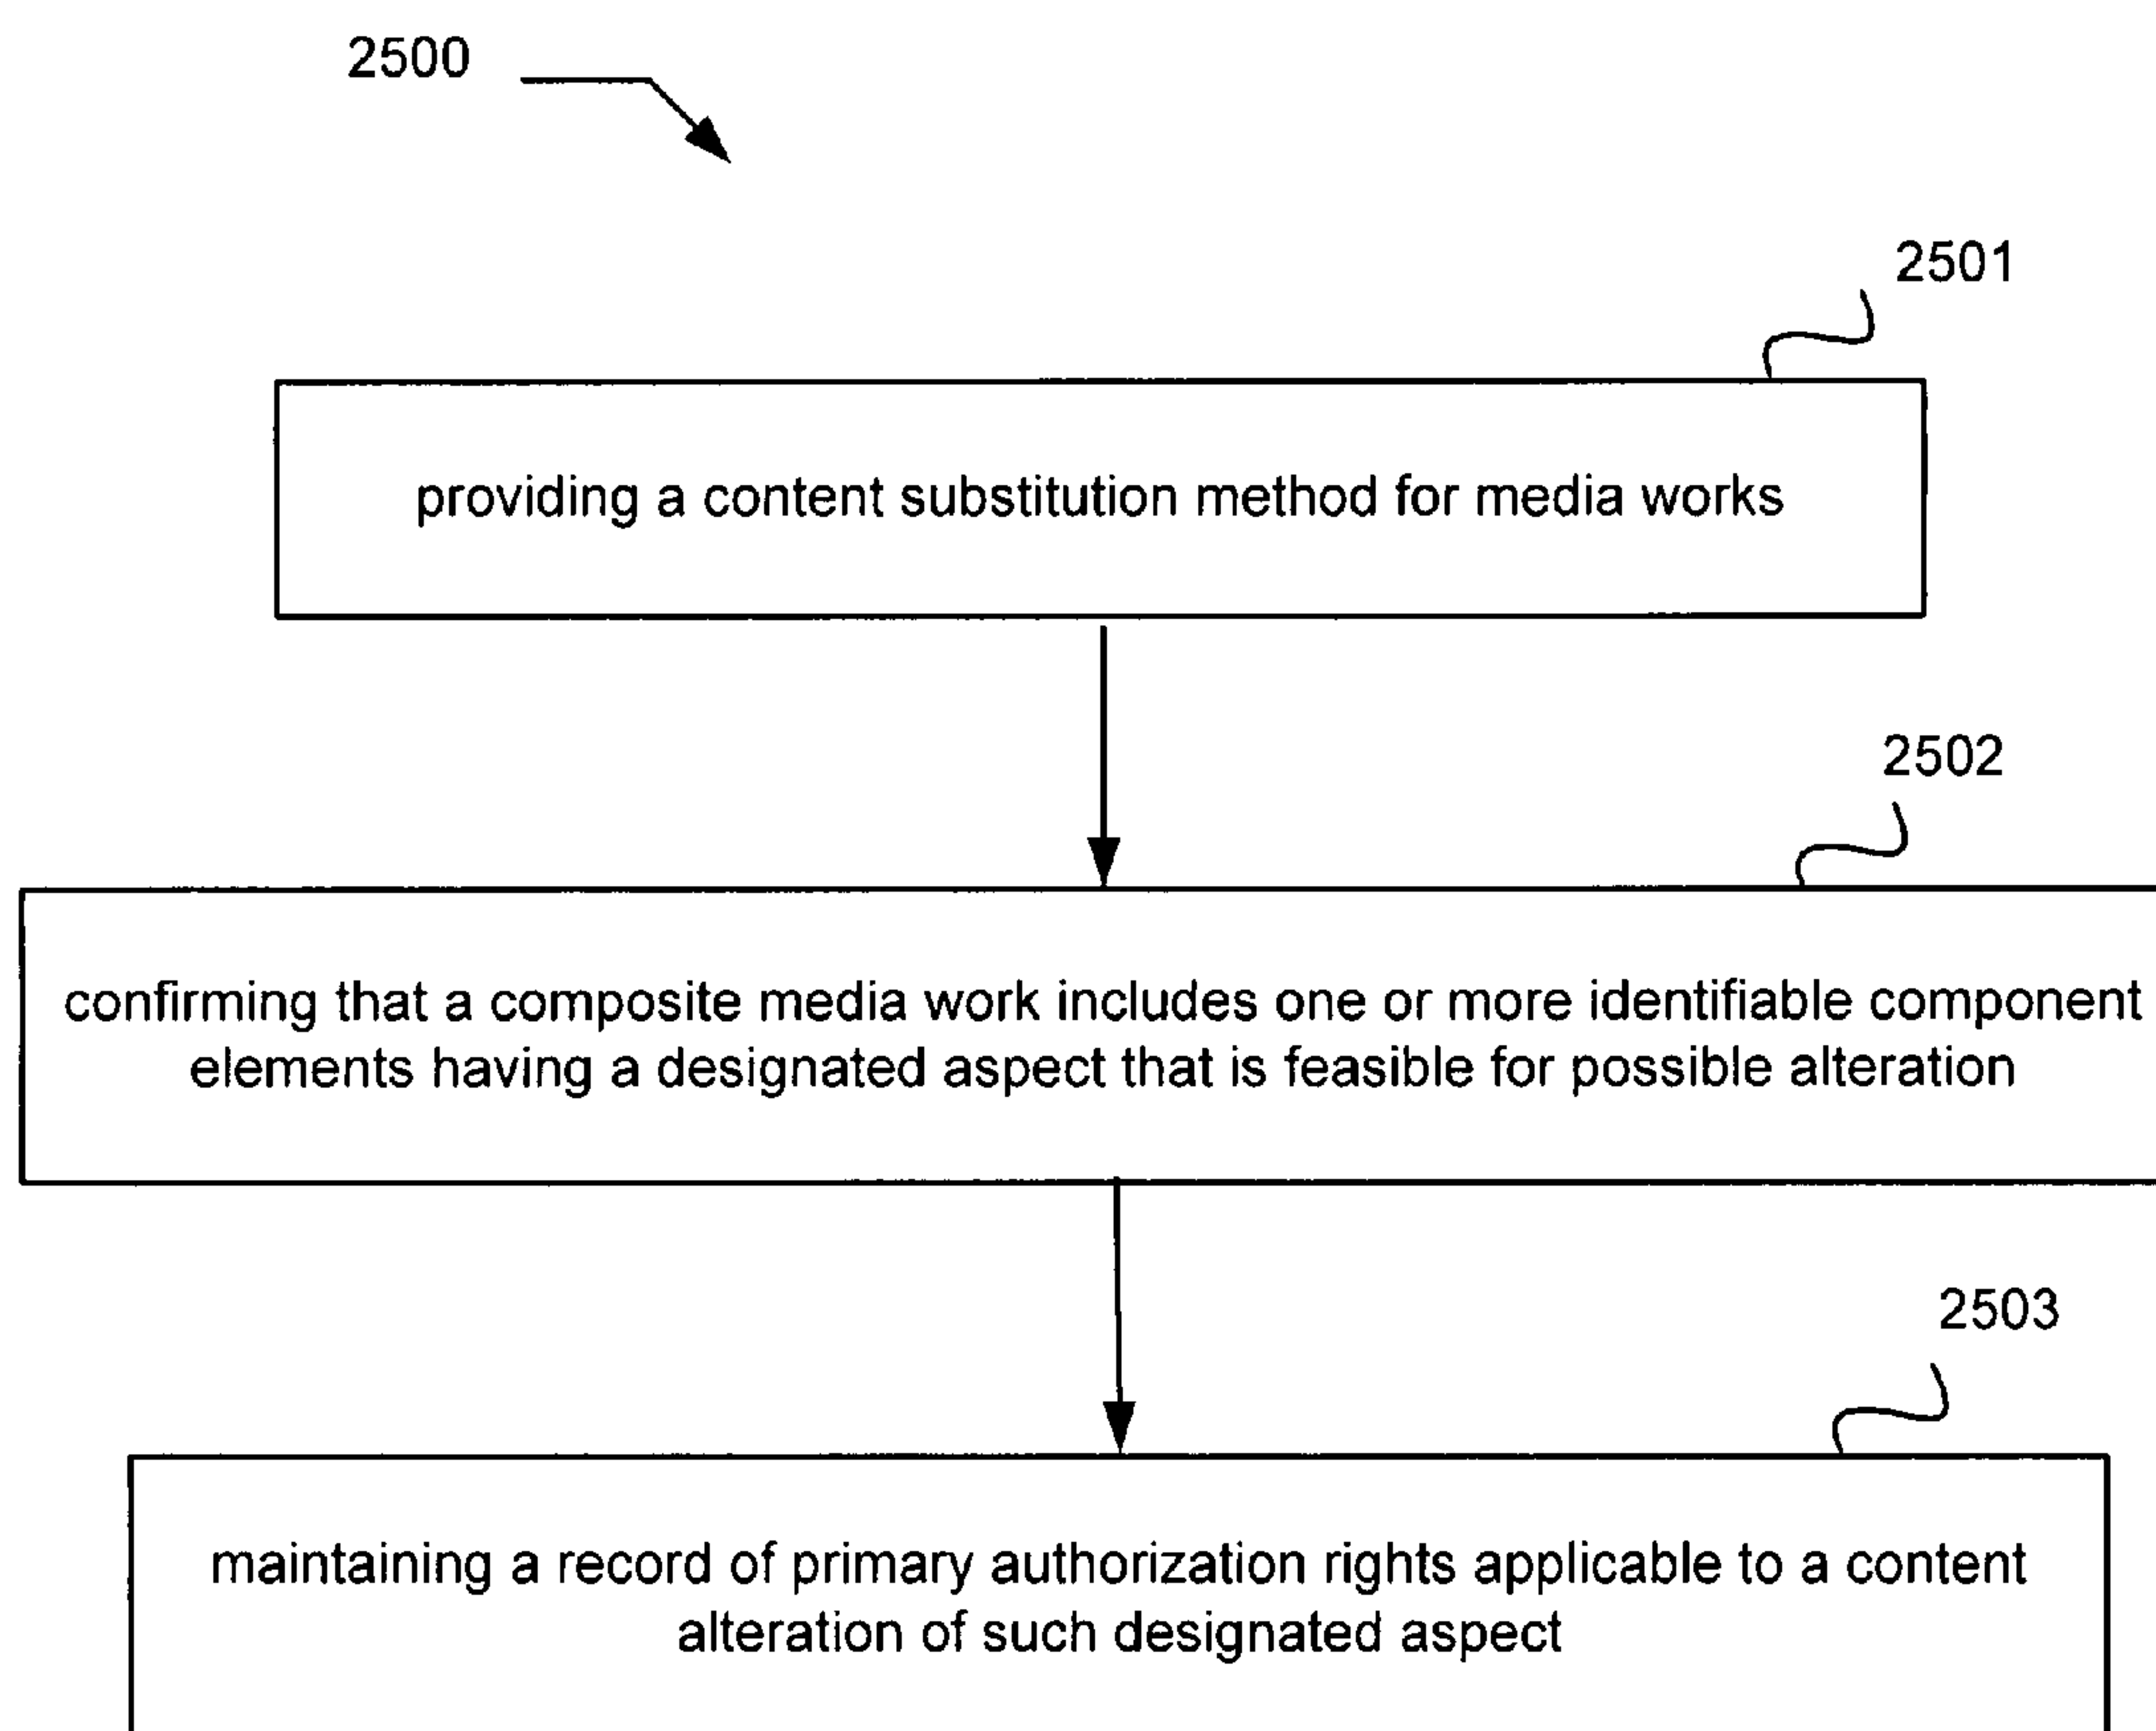 2500
2501
providing a content substitution method for media works
2502
confirming that a composite media work includes one or more identifiable component
elements having a designated aspect that is feasible for possible alteration
2503
maintaining a record of primary authorization rights applicable to a content
alteration of such designated aspect